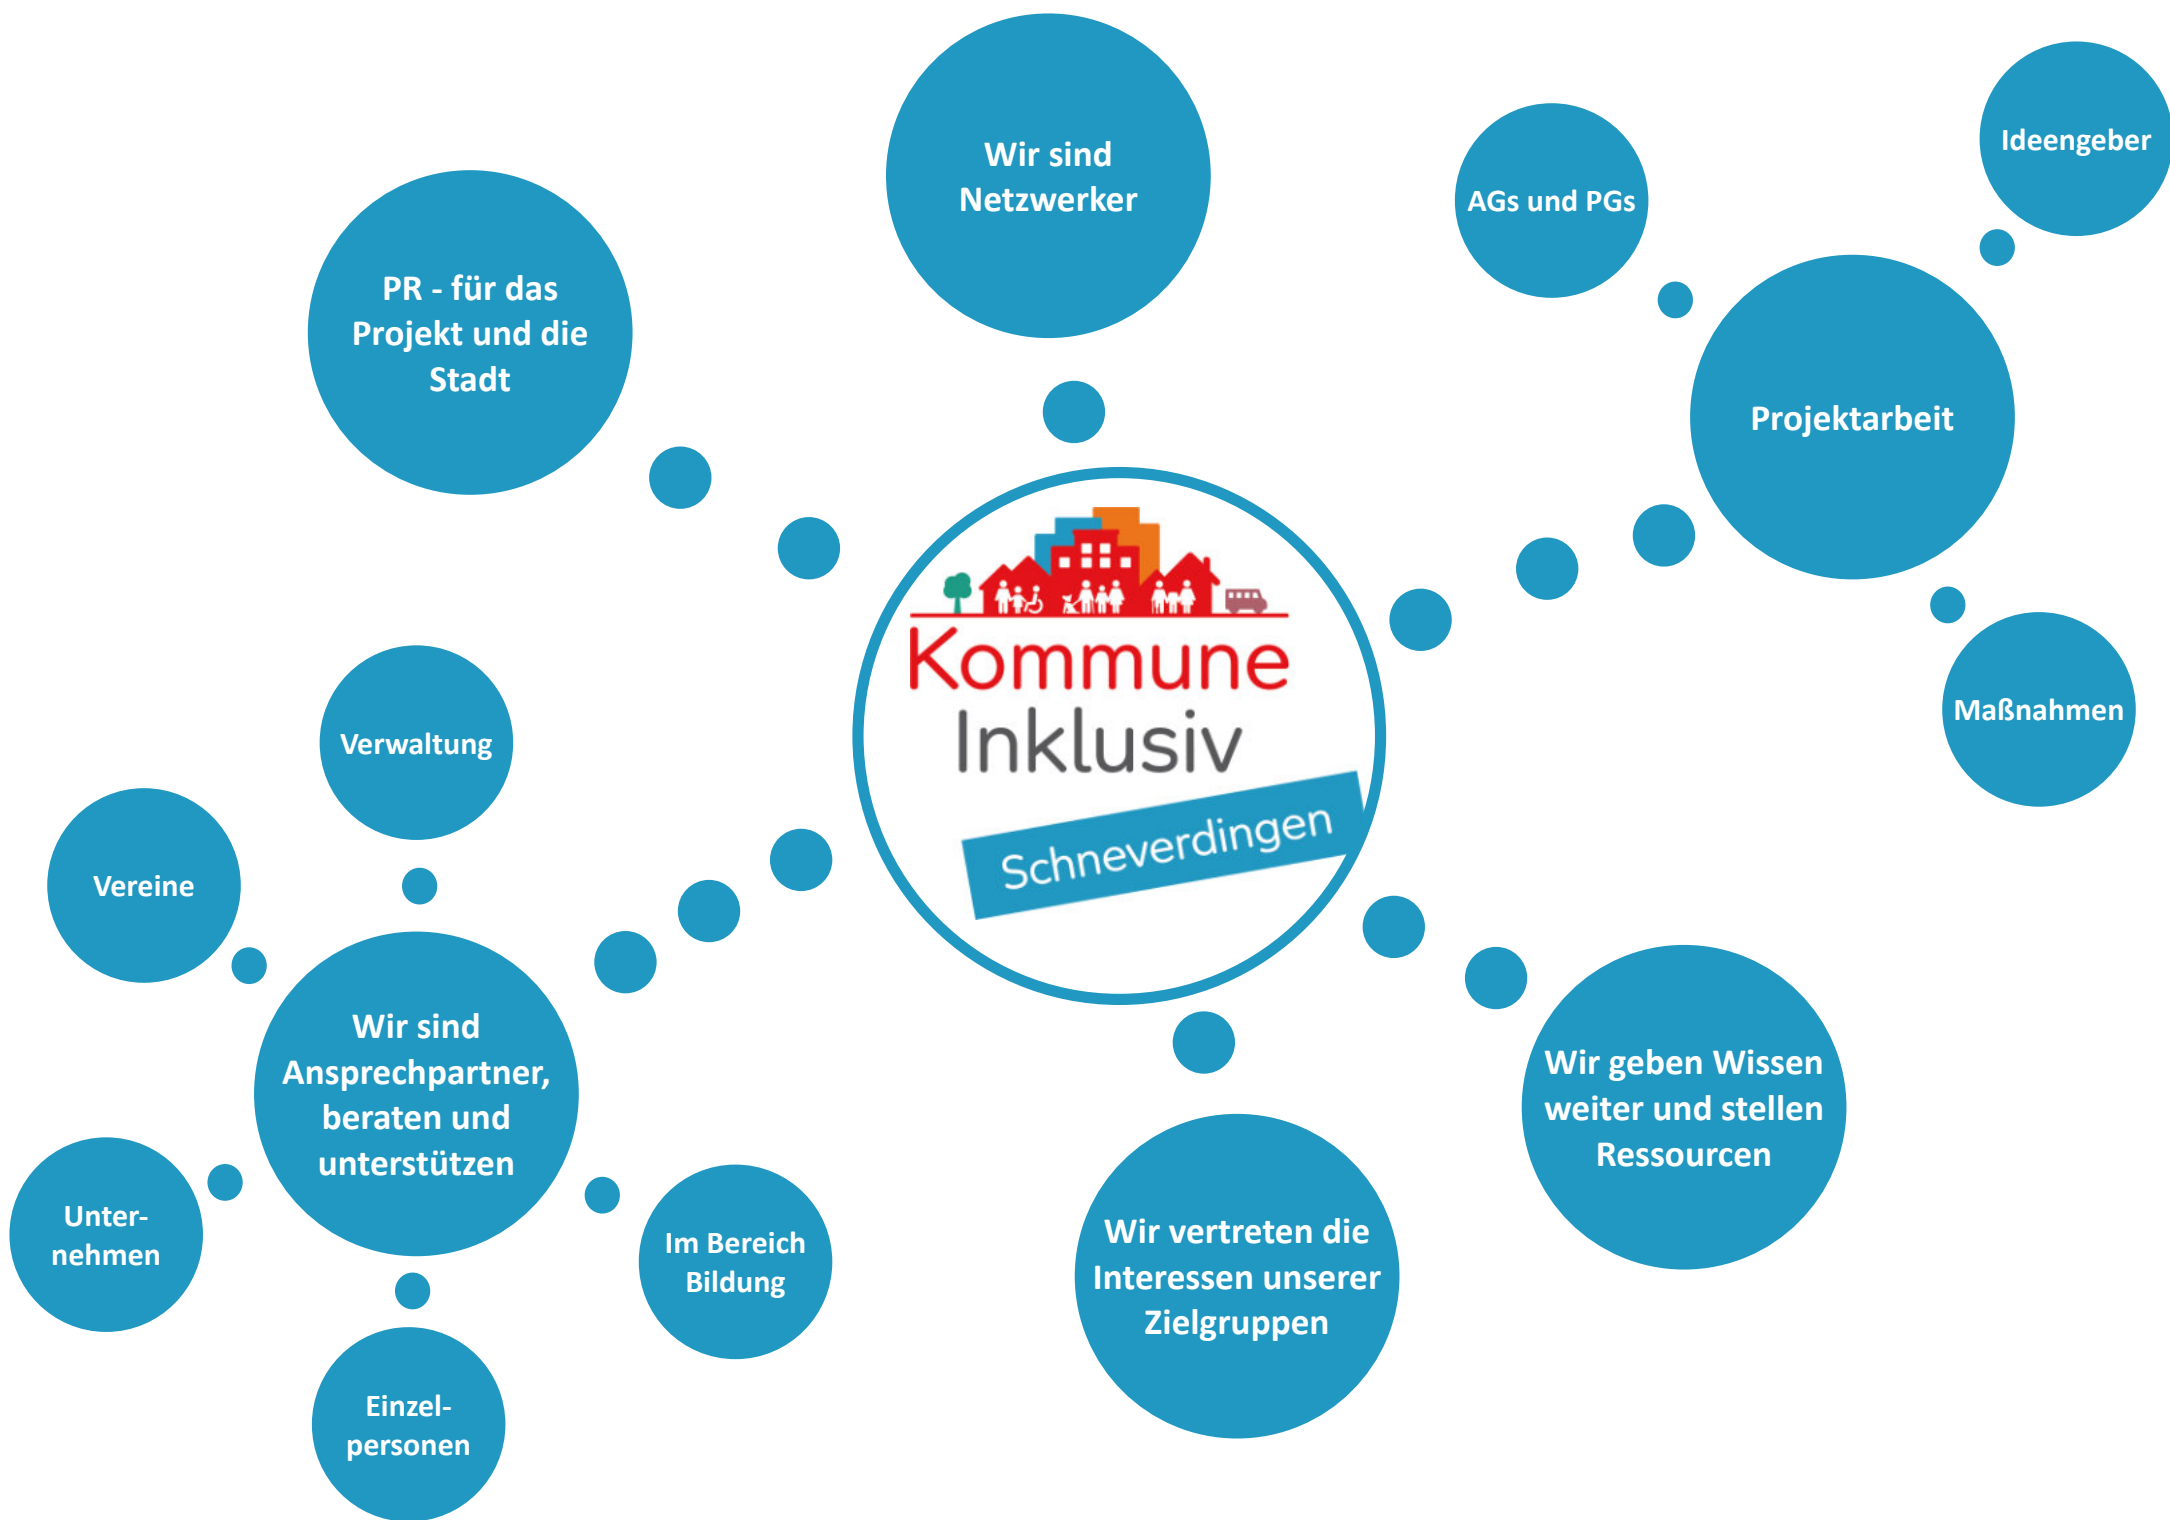 Wir sind
Netzwerker
PR - für das
Projekt und die
Stadt
AGs und PGs
Ideengeber
Projektarbeit
Maßnahmen
Kommune
Inklusiv
Schneverdingen
Verwaltung
Vereine
Wir sind
Ansprechpartner,
beraten und
unterstützen
Unter-
nehmen
Einzel-
personen
Im Bereich
Bildung
Wir vertreten die
Interessen unserer
Zielgruppen
Wir geben Wissen
weiter und stellen
Ressourcen